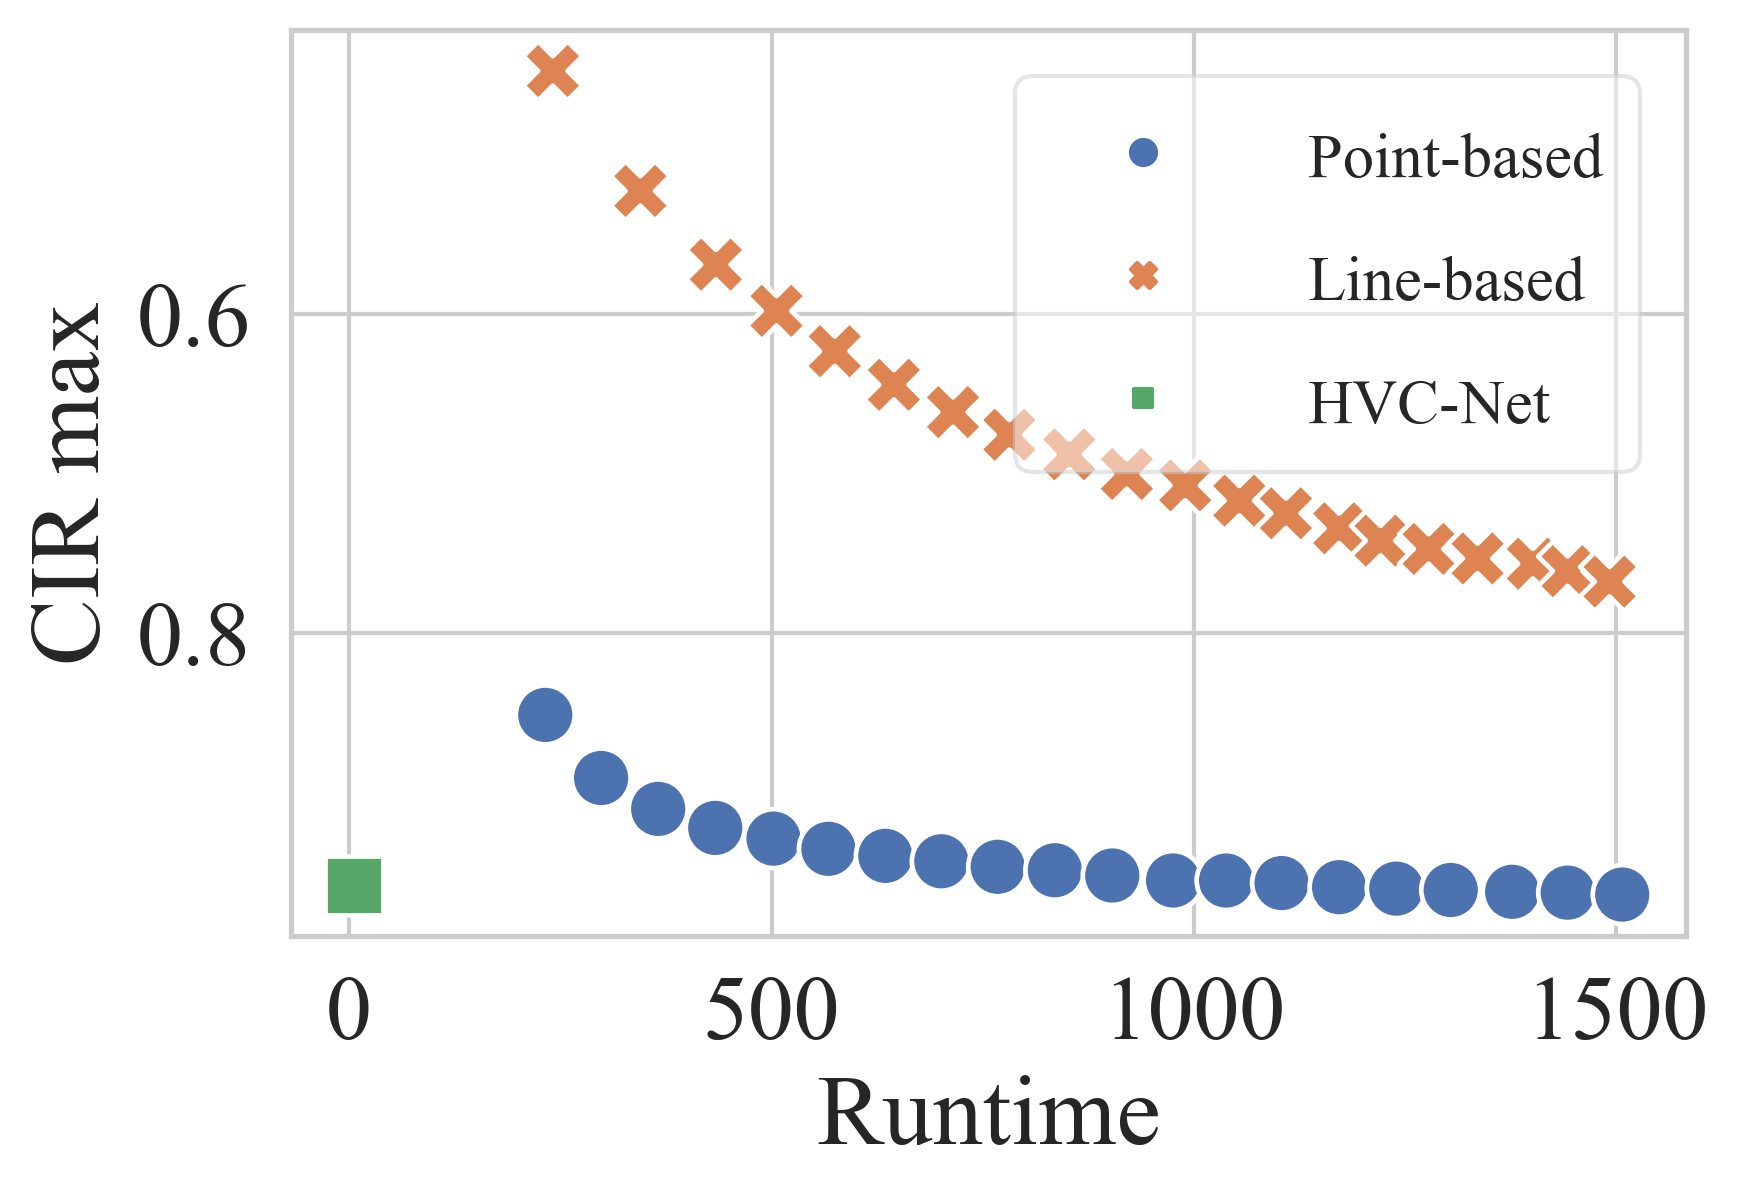 CIR max
0.6
0.8
Point-based
Line-based
HVC-Net
0 500 1000 1500
Runtime